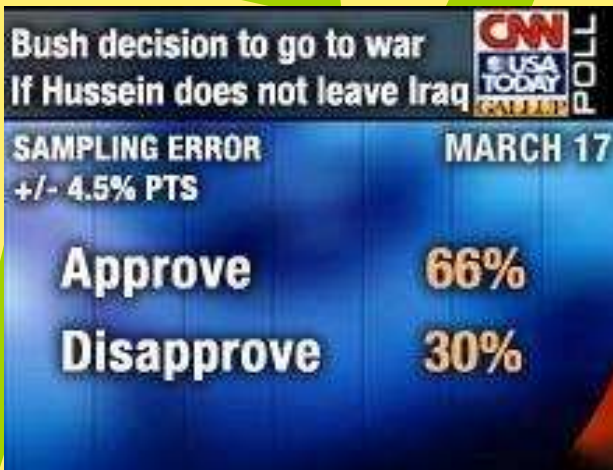 Bush decision to go to war
If Hussein does not leave Iraq
CNN
USA
TODAY
GALLUP
POLL
SAMPLING ERROR
MARCH 17
+/- 4.5% PTS
Approve 66%
Disapprove 30%